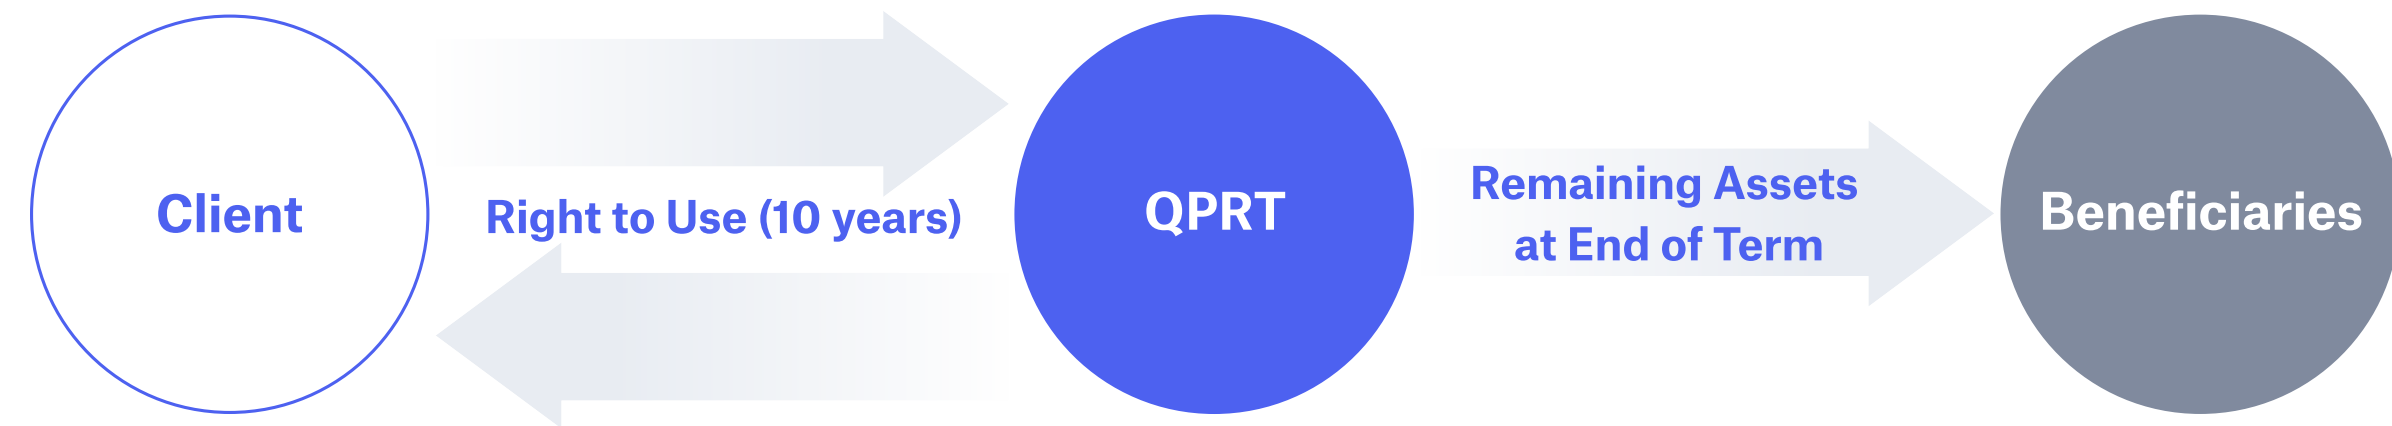 Client
Right to Use (10 years)
QPRT
Remaining Assets
at End of Term
Beneficiaries